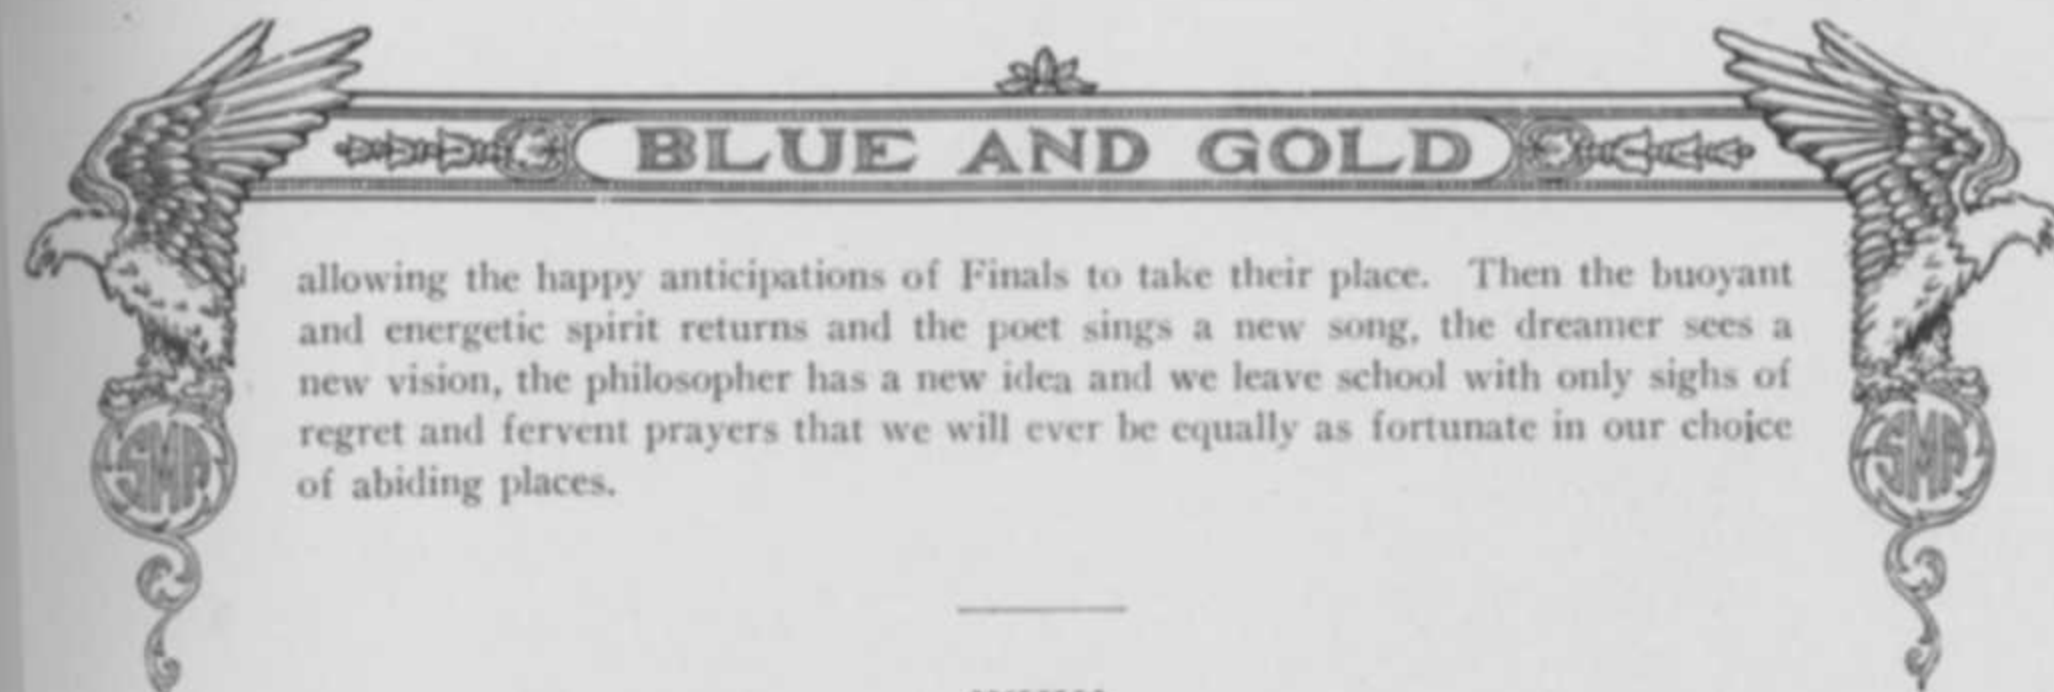 BLUE AND GOLD
allowing the happy anticipations of Finals to take their place. Then the buoyant
and energetic spirit returns and the poet sings a new song, the dreamer sees a
new vision, the philosopher has a new idea and we leave school with only sighs of
regret and fervent prayers that we will ever be equally as fortunate in our choice
of abiding places.
SMA
SMA